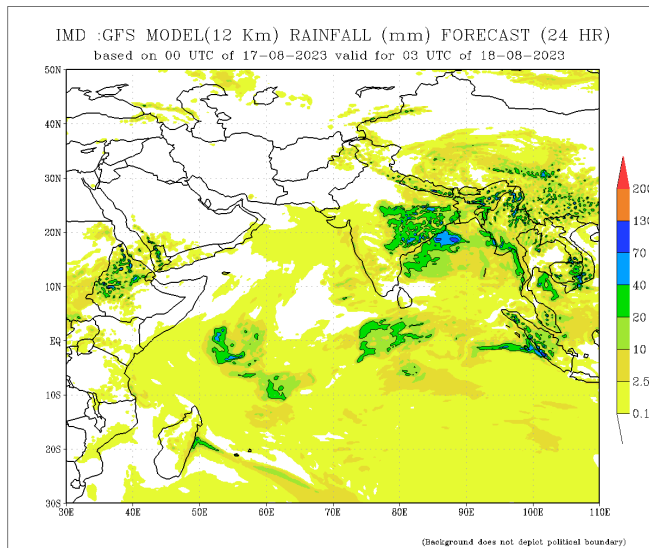 IMD :GFS MODEL(12 Km) RAINFALL (mm) FORECAST (24 HR)
based on 00 UTC of 17-08-2023 valid for 03 UTC of 18-08-2023
50N
40N
30N
20N
10N
EQ
10S
20S
30S
30E 40E 50E 60E 70E 80E 90E 100E 110E
200
130
70
40
20
10
2.5
0.1
(Background does not depict political boundary)